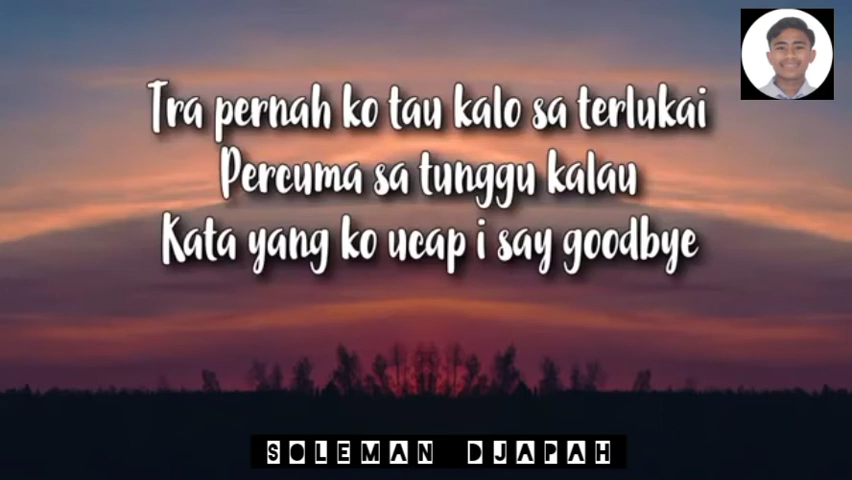 Tra pernah ko tau kalo sa terlukai
Percuma sa tunggu kalau
Kata yang ko ucap i say goodbye
SOLEMAN DJAPAH